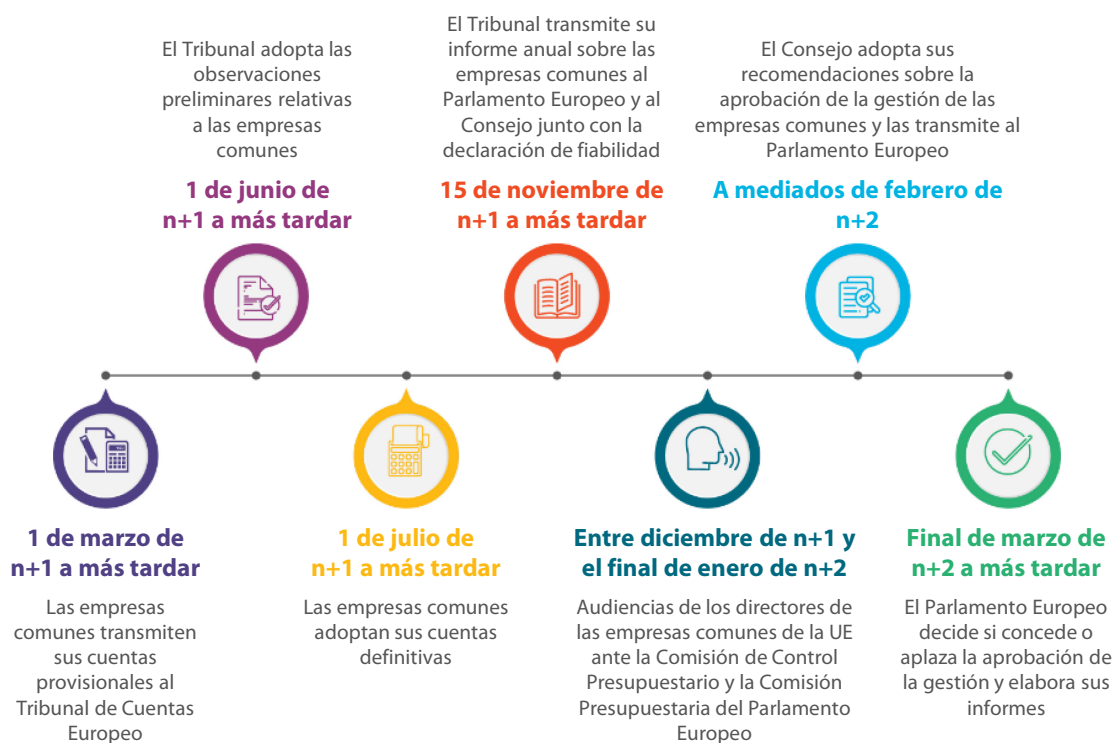 El Tribunal adopta las
observaciones
preliminares relativas
a las empresas
comunes
1 de junio de
n+1 a más tardar
El Tribunal transmite su
informe anual sobre las
empresas comunes al
Parlamento Europeo y al
Consejo junto con la
declaración de fiabilidad
15 de noviembre de
n+1 a más tardar
El Consejo adopta sus
recomendaciones sobre la
aprobación de la gestión de las
empresas comunes y las transmite al
Parlamento Europeo
A mediados de febrero de
n+2
1 de marzo de
n+1 a más tardar
Las empresas
comunes transmiten
sus cuentas
provisionales al
Tribunal de Cuentas
Europeo
1 de julio de
n+1 a más tardar
Las empresas comunes
adoptan sus cuentas
definitivas
Entre diciembre de n+1 y
el final de enero de n+2
Audiencias de los directores de
las empresas comunes de la UE
ante la Comisión de Control
Presupuestario y la Comisión
Presupuestaria del Parlamento
Europeo
Final de marzo de
n+2 a más tardar
El Parlamento Europeo
decide si concede o
aplaza la aprobación de
la gestión y elabora sus
informes